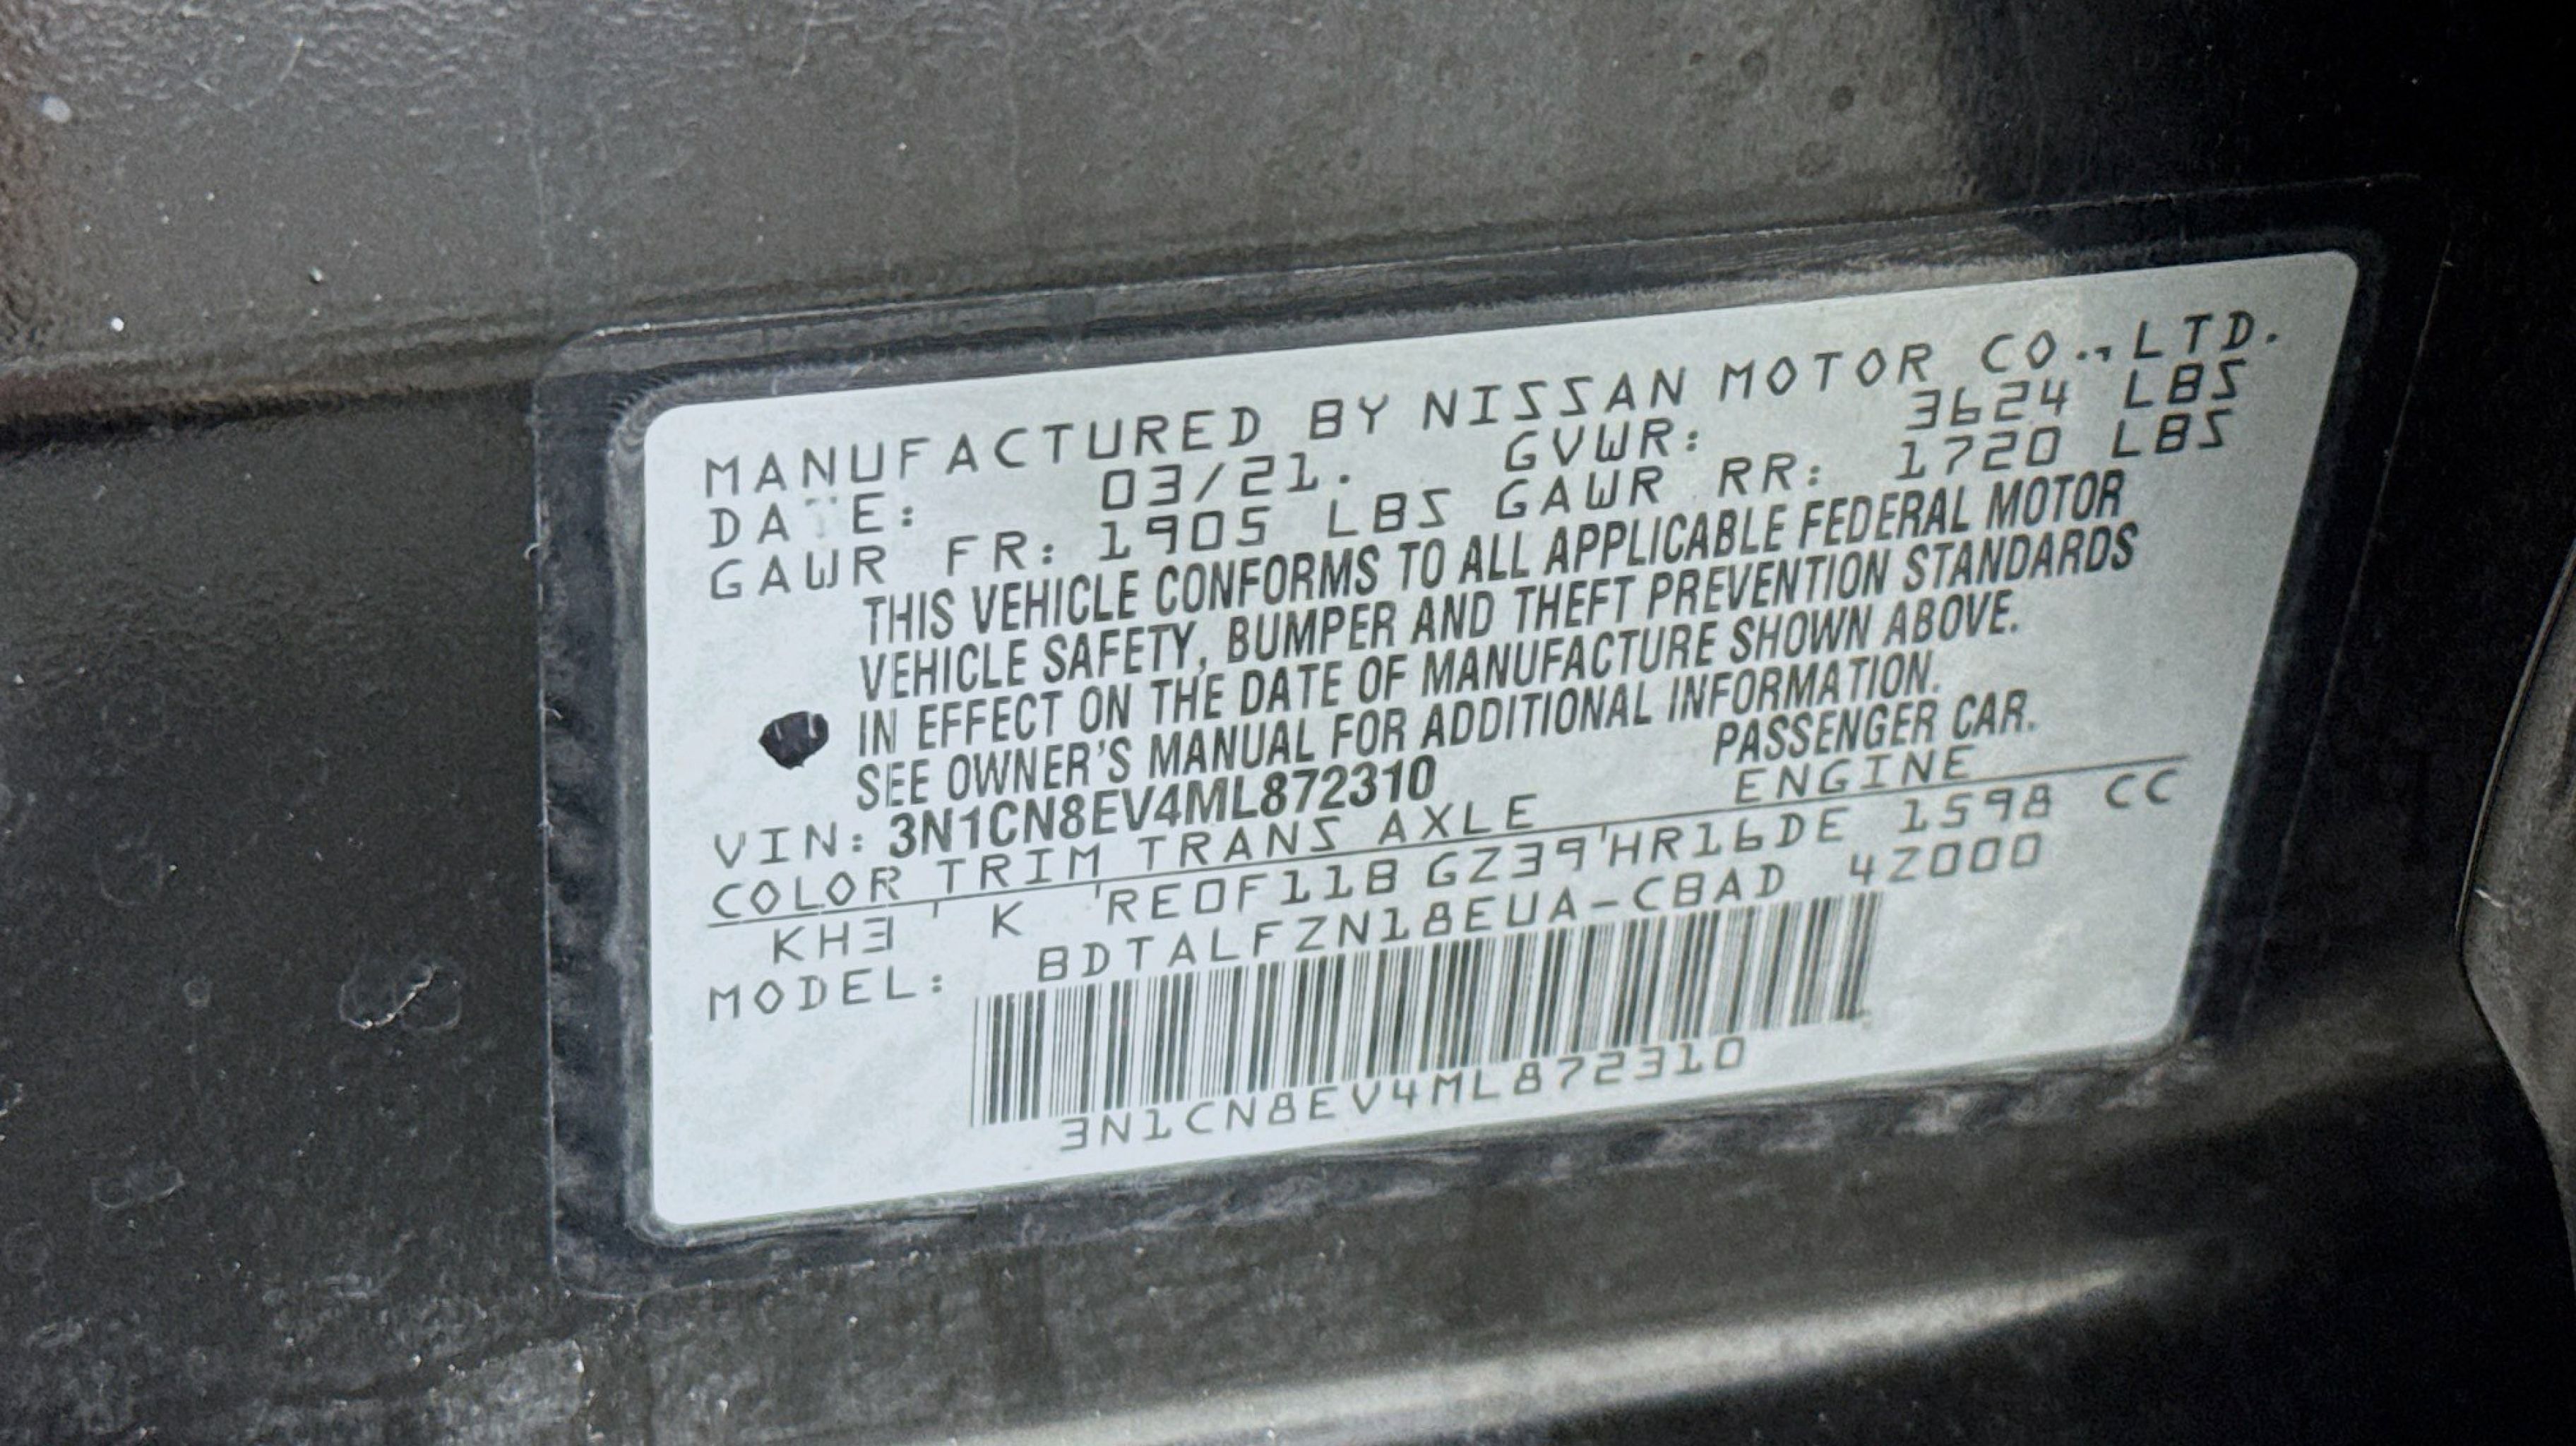 MANUFACTURED BY NISSAN MOTOR CO.,LTD.
DATE: 03/21. GVWR: 3624 LBS
GAWR FR: 1905 LBS GAWR RR: 1720 LBS
THIS VEHICLE CONFORMS TO ALL APPLICABLE FEDERAL MOTOR
VEHICLE SAFETY, BUMPER AND THEFT PREVENTION STANDARDS
IN EFFECT ON THE DATE OF MANUFACTURE SHOWN ABOVE.
SEE OWNER'S MANUAL FOR ADDITIONAL INFORMATION.
VIN: 3N1CN8EV4ML872310 PASSENGER CAR.
COLOR TRIM TRANS AXLE ENGINE
KH3 ' K 'RE0F11B GZ39'HR16DE 1598 CC
MODEL: BDTALFZN18EUA-CBAD 4Z000
3N1CN8EV4ML872310